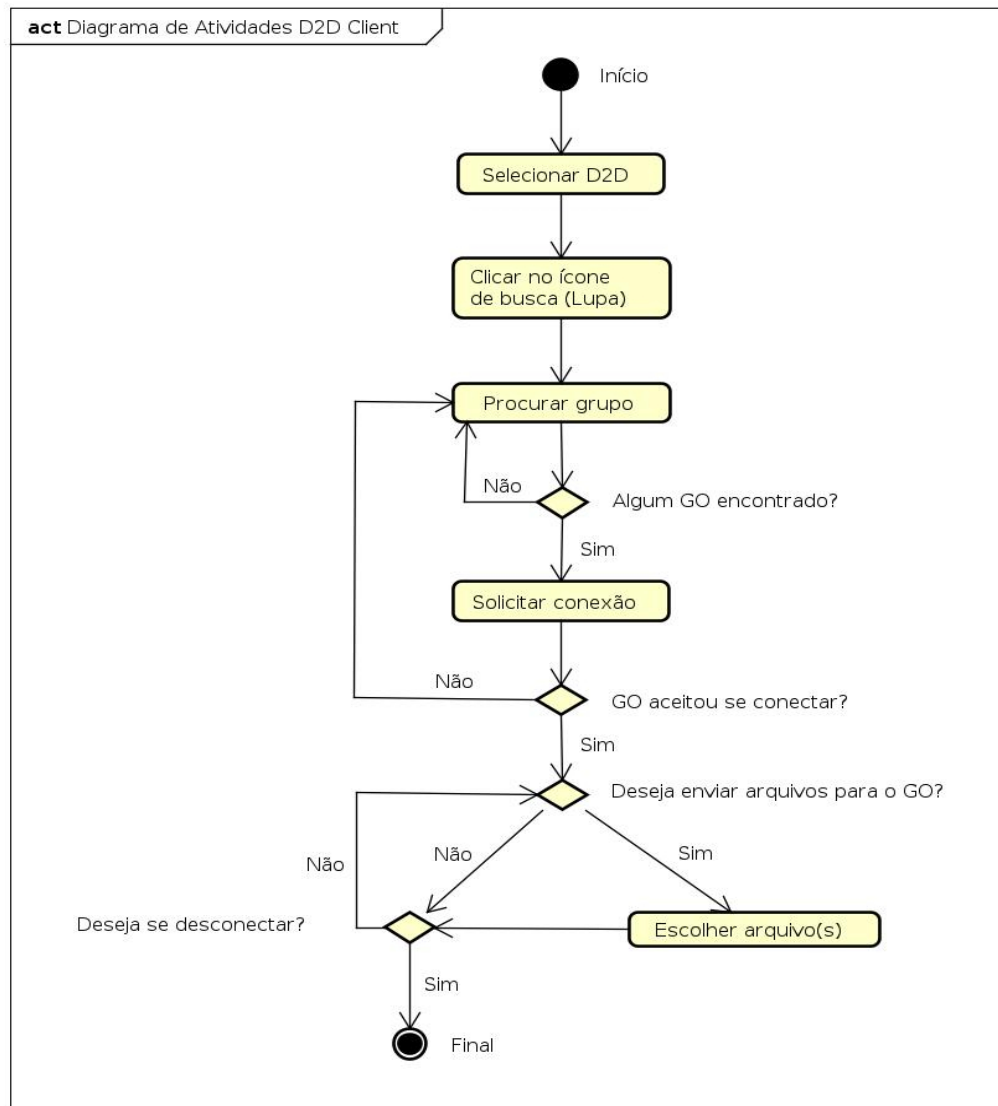 act Diagrama de Atividades D2D Client
Início
Selecionar D2D
Clicar no ícone
de busca (Lupa)
Procurar grupo
Não
Algum GO encontrado?
Sim
Solicitar conexão
Não
GO aceitou se conectar?
Sim
Deseja enviar arquivos para o GO?
Não
Não
Sim
Deseja se desconectar?
Escolher arquivo(s)
Sim
Final